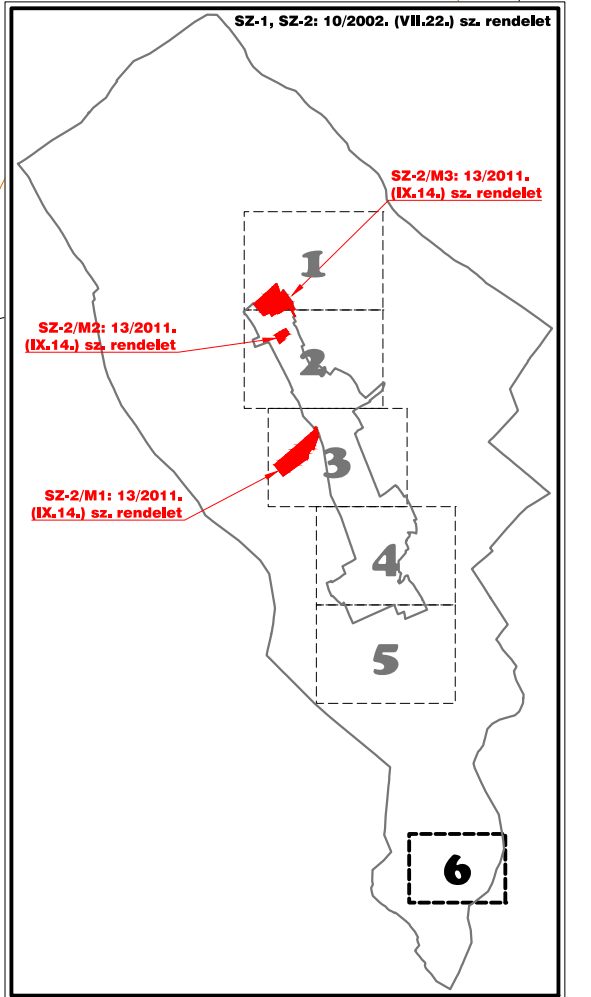 SZ-1, SZ-2: 10/2002. (VII.22.) sz. rendelet
SZ-2/M3: 13/2011.
(IX.14.) sz. rendelet
1
SZ-2/M2: 13/2011.
(IX.14.) sz. rendelet
2
3
SZ-2/M1: 13/2011.
(IX.14.) sz. rendelet
4
5
6